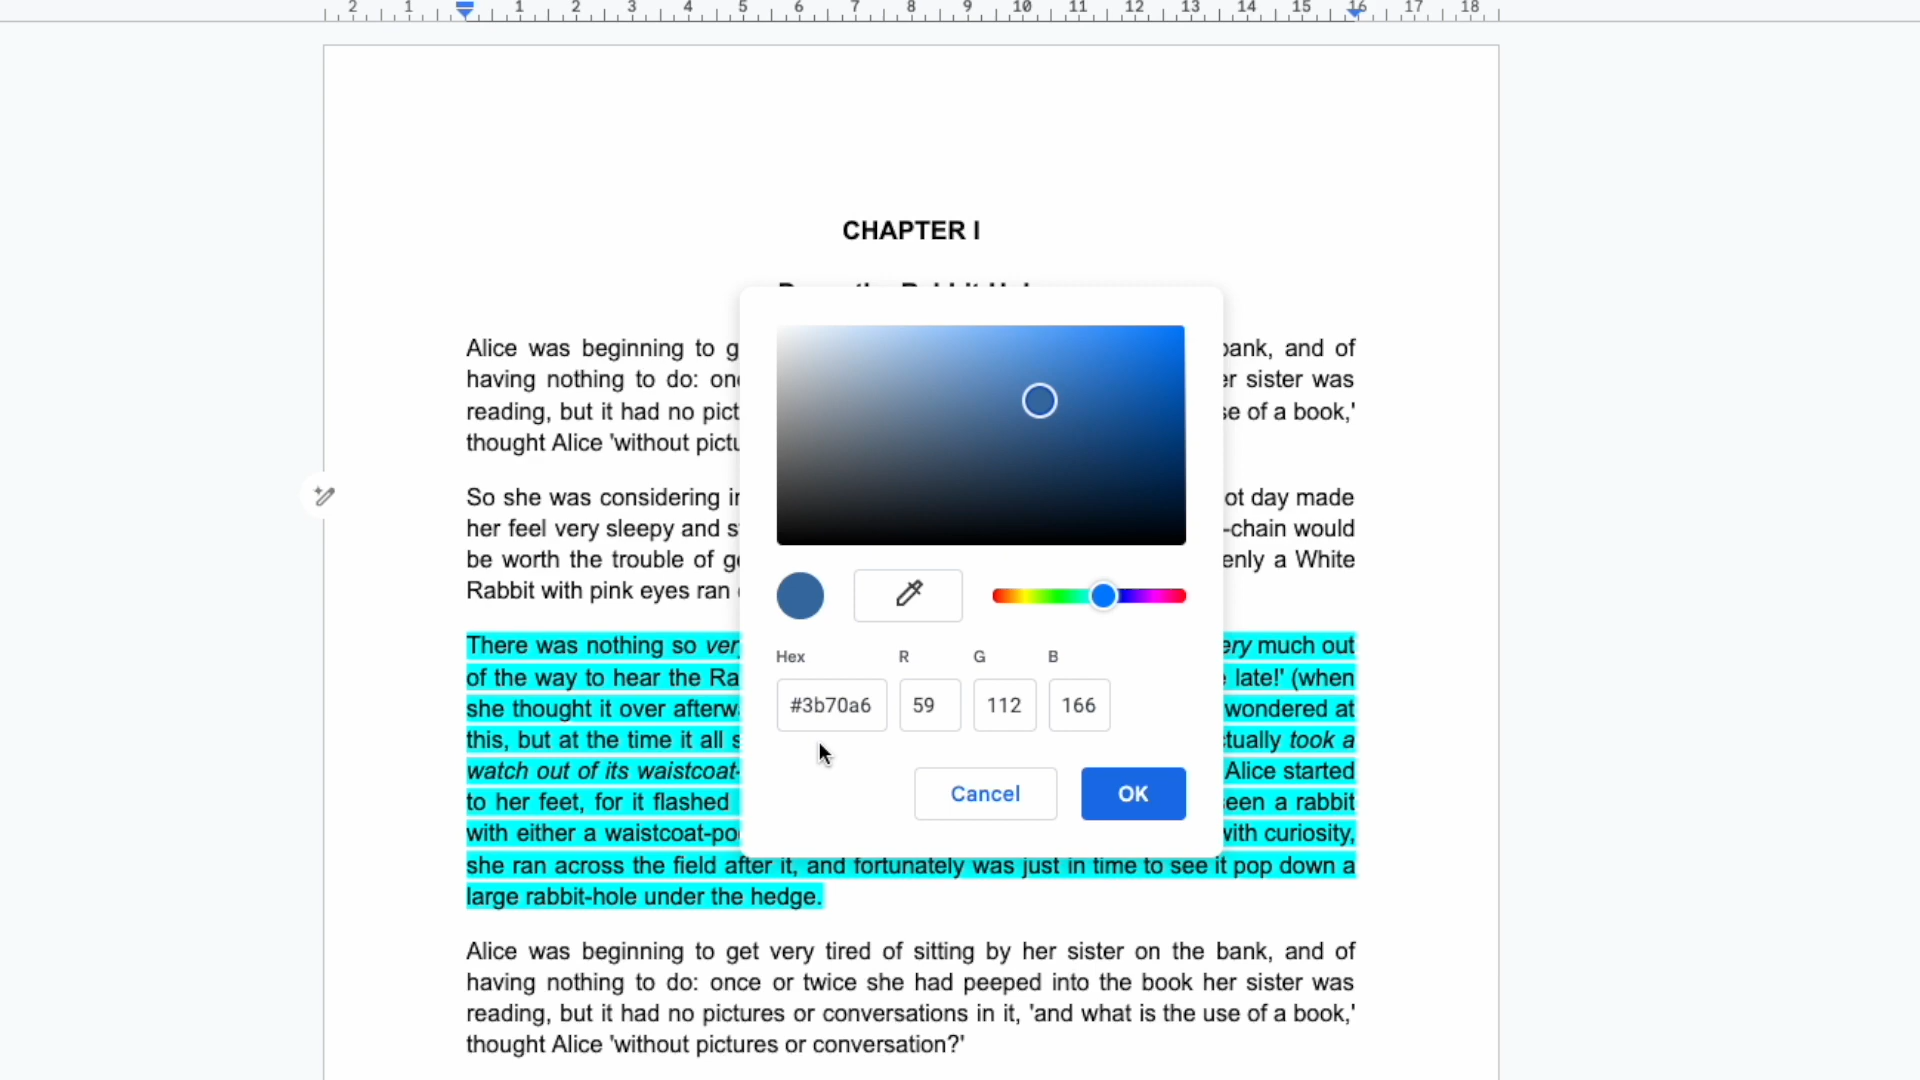 2 1 1 2 3 4 5 6 7 8 9 10 11 12 13 14 15 16 17 18
CHAPTER I
Alice was beginning to g
bank, and of
having nothing to do: onc
er sister was
reading, but it had no pict
se of a book,'
thought Alice 'without pictu
So she was considering in
ot day made
her feel very sleepy and s
-chain would
be worth the trouble of ge
enly a White
Rabbit with pink eyes ran
There was nothing so very
ery much out
of the way to hear the Ra
late!' (when
she thought it over afterw
wondered at
this, but at the time it all s
tually took a
watch out of its waistcoat-
Alice started
to her feet, for it flashed
een a rabbit
with either a waistcoat-po
with curiosity,
she ran across the field after it, and fortunately was just in time to see it pop down a
large rabbit-hole under the hedge.
Alice was beginning to get very tired of sitting by her sister on the bank, and of
having nothing to do: once or twice she had peeped into the book her sister was
reading, but it had no pictures or conversations in it, 'and what is the use of a book,'
thought Alice 'without pictures or conversation?'
Hex R G B
#3b70a6 59 112 166
Cancel OK